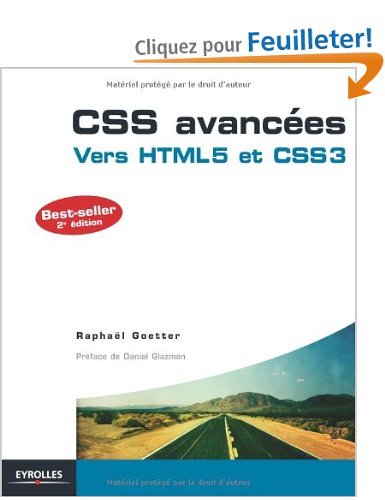 Cliquez pour Feuilleter!
Matériel protégé par le droit d'auteur
CSS avancées
Vers HTML5 et CSS3
Best-seller
2e édition
Raphaël Goetter
Préface de Daniel Glazman
EYROLLES
Matériel protégé par le droit d'auteur